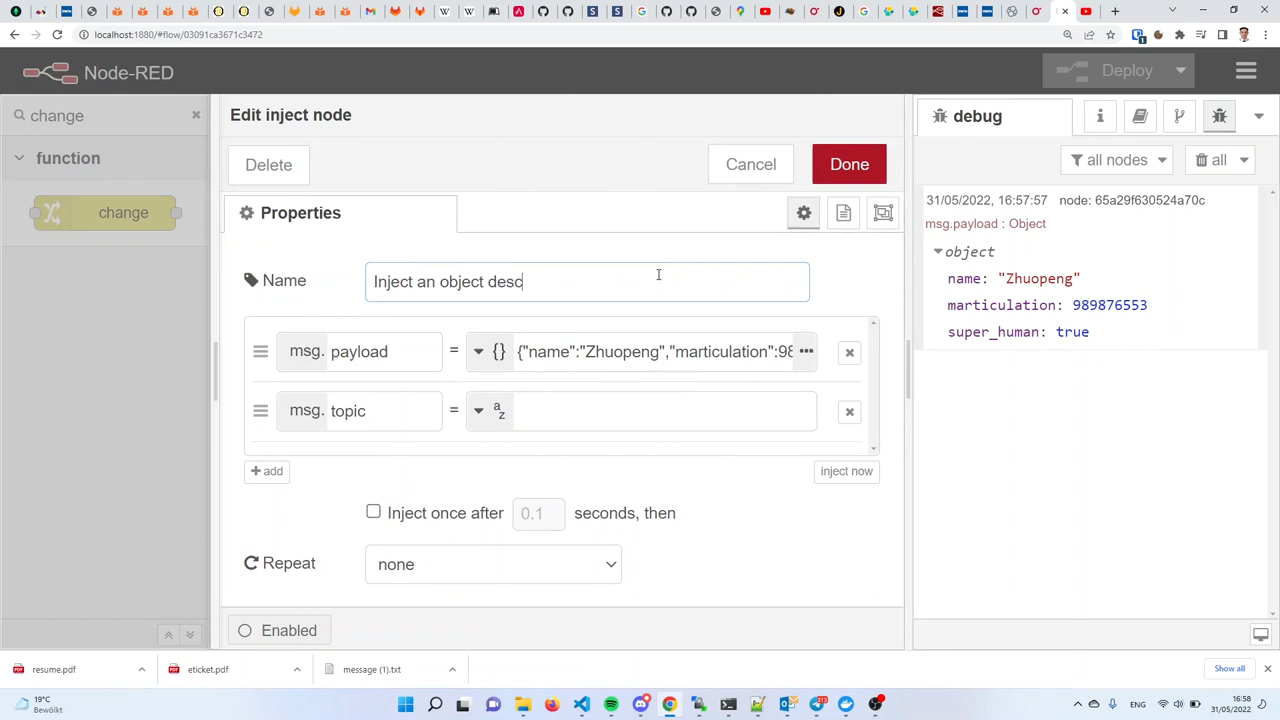 localhost:1880/#flow/03091ca3671c3472
Node-RED
Deploy
change
function
change
Edit inject node
Delete
Cancel
Done
Properties
Name
Inject an object desc
msg. payload = {} {"name":"Zhuopeng","marticulation":98 •••
msg. topic = a z
+ add
inject now
Inject once after 0.1 seconds, then
Repeat
none
Enabled
debug
all nodes
all
31/05/2022, 16:57:57 node: 65a29f630524a70c
msg.payload : Object
object
name: "Zhuopeng"
marticulation: 989876553
super_human: true
resume.pdf
eticket.pdf
message (1).txt
Show all
19°C
Bewölkt
ENG
16:58
31/05/2022